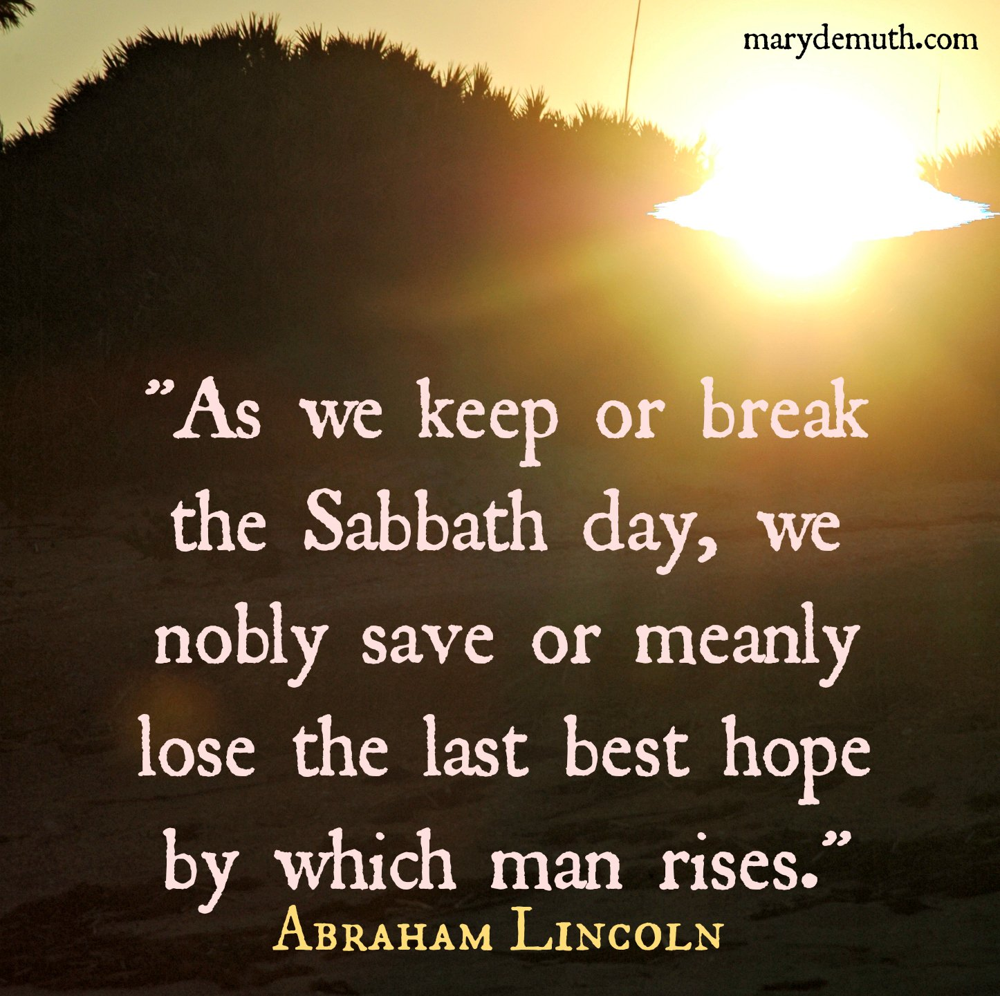 marydemuth.com
"As we keep or break
the Sabbath day, we
nobly save or meanly
lose the last best hope
by which man rises."
Abraham Lincoln